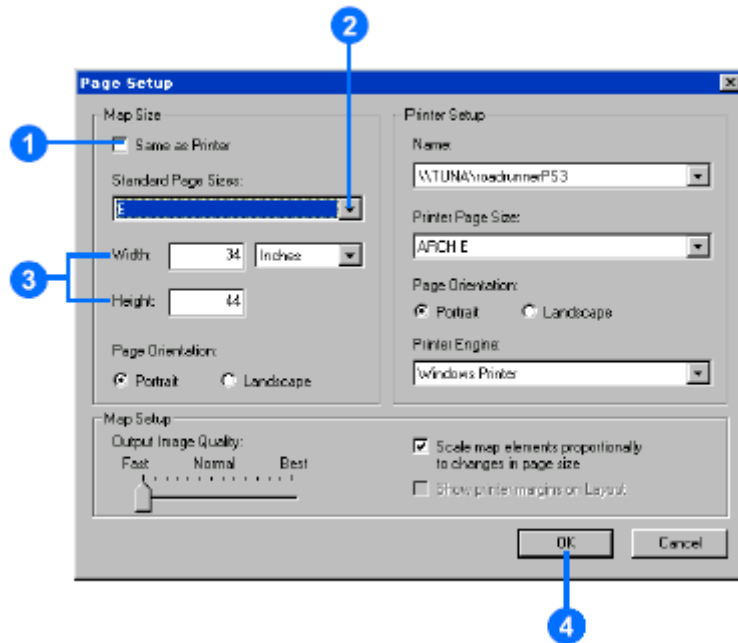 2
Page Setup
1
Map Size
Same as Printer
Standard Page Sizes:
E
3
Width: 34 Inches
Height: 44
Page Orientation:
Portrait Landscape
Printer Setup
Name:
\\TUNA\roadrunnerPS3
Printer Page Size:
ARCH E
Page Orientation:
Portrait Landscape
Printer Engine:
Windows Printer
Map Setup
Output Image Quality:
Fast Normal Best
Scale map elements proportionally
to changes in page size
Show printer margins on Layout
OK Cancel
4